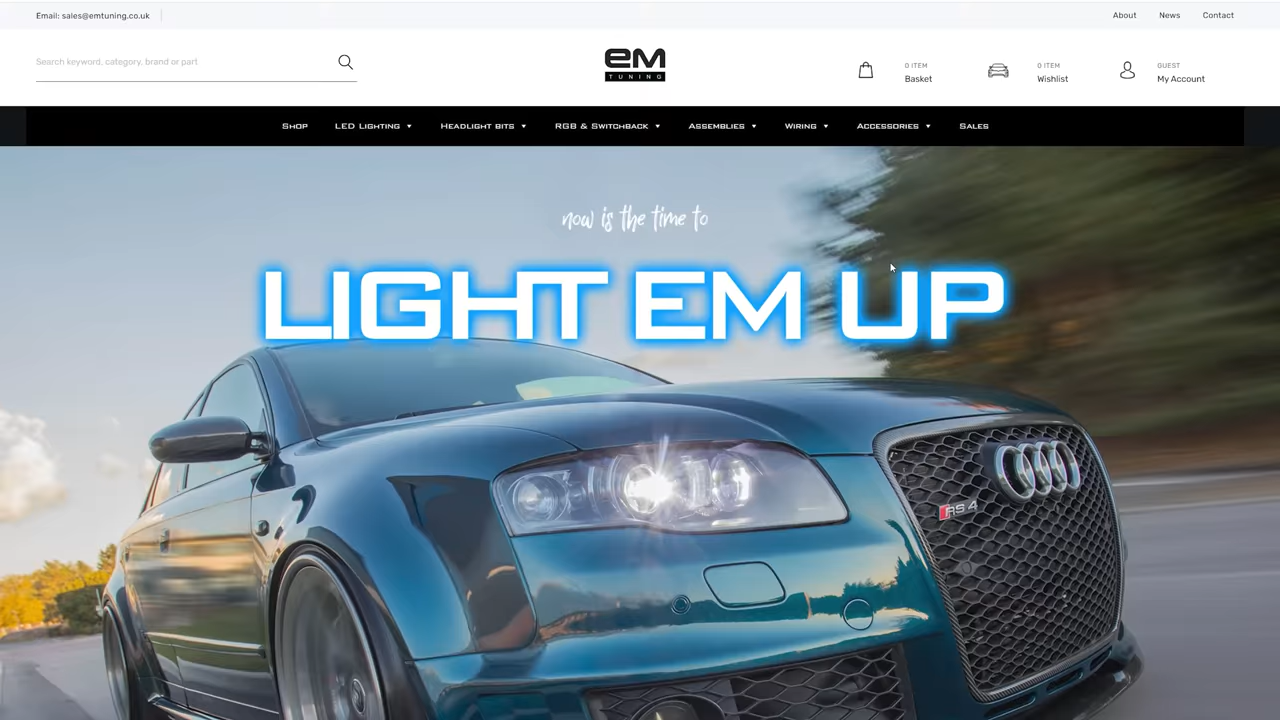 Email: sales@emtuning.co.uk
About News Contact
Search keyword, category, brand or part
eM
TUNING
0 ITEM
Basket
0 ITEM
Wishlist
GUEST
My Account
Shop LED Lighting Headlight bits RGB & Switchback Assemblies Wiring Accessories Sales
now is the time to
LIGHT EM UP
RS 4